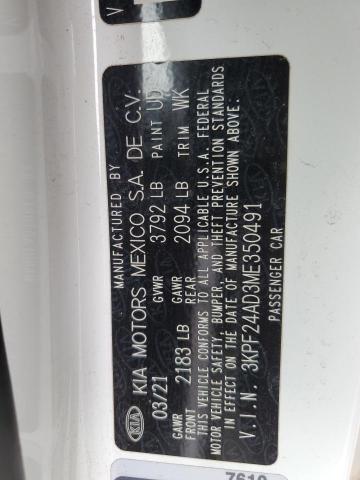 MANUFACTURED BY
KIA KIA MOTORS MEXICO S.A. DE C.V.
03/21 GVWR 3792 LB PAINT UD
GAWR 2183 LB GAWR REAR 2094 LB TRIM WK
THIS VEHICLE CONFORMS TO ALL APPLICABLE U.S.A. FEDERAL
MOTOR VEHICLE SAFETY, BUMPER, AND THEFT PREVENTION STANDARDS
IN EFFECT ON THE DATE OF MANUFACTURE SHOWN ABOVE:
V.I.N. 3KPF24AD3ME350491
PASSENGER CAR
V
7610